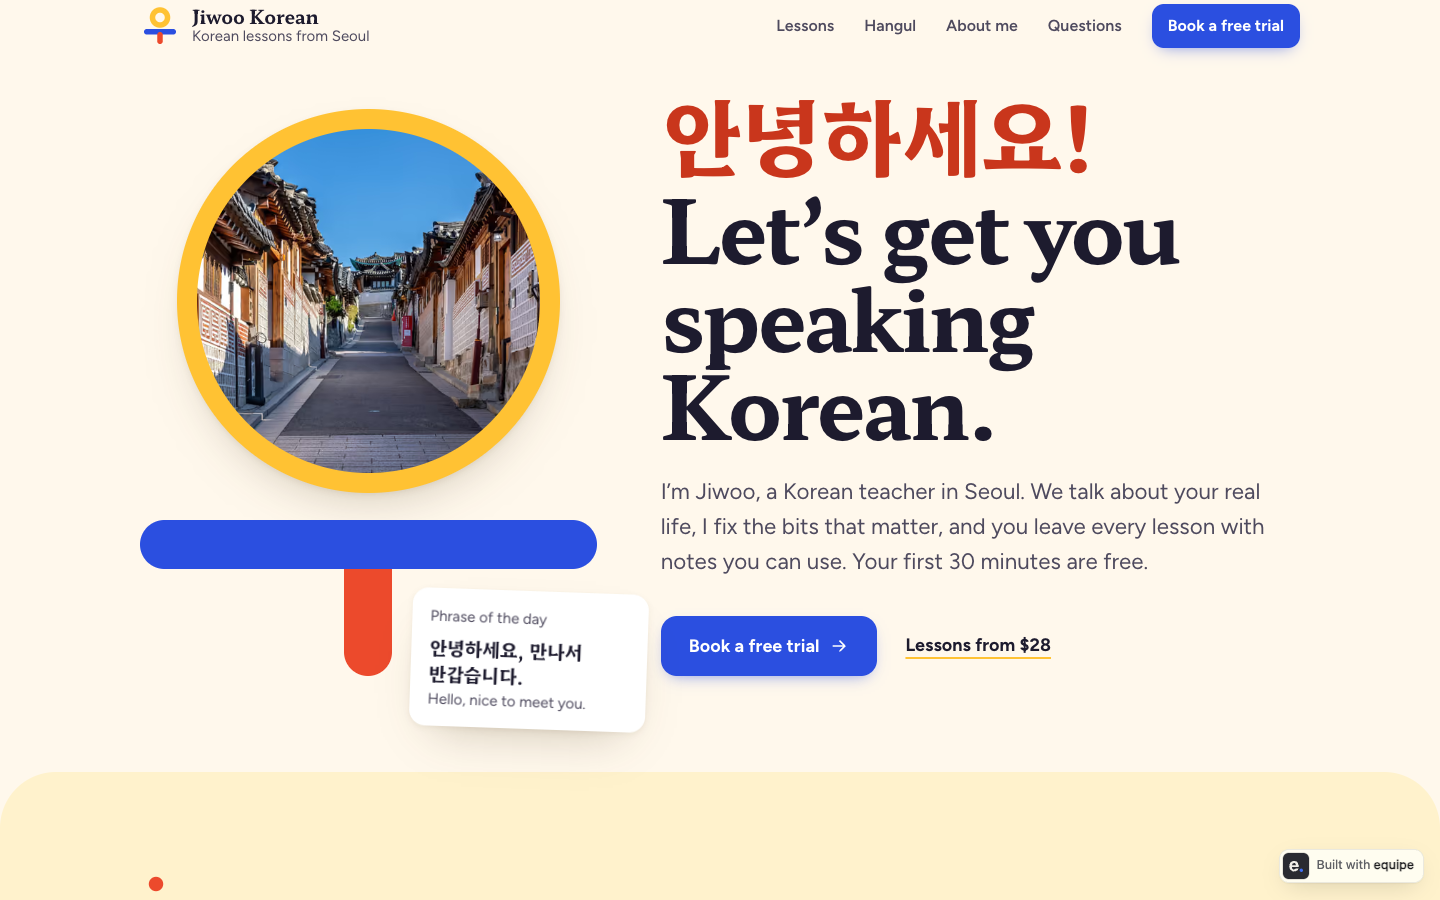 Jiwoo Korean
Korean lessons from Seoul
Lessons
Hangul
About me
Questions
Book a free trial
안녕하세요!
Let’s get you
speaking
Korean.
I’m Jiwoo, a Korean teacher in Seoul. We talk about your real
life, I fix the bits that matter, and you leave every lesson with
notes you can use. Your first 30 minutes are free.
Book a free trial →
Lessons from $28
Phrase of the day
안녕하세요, 만나서
반갑습니다.
Hello, nice to meet you.
e. Built with equipe